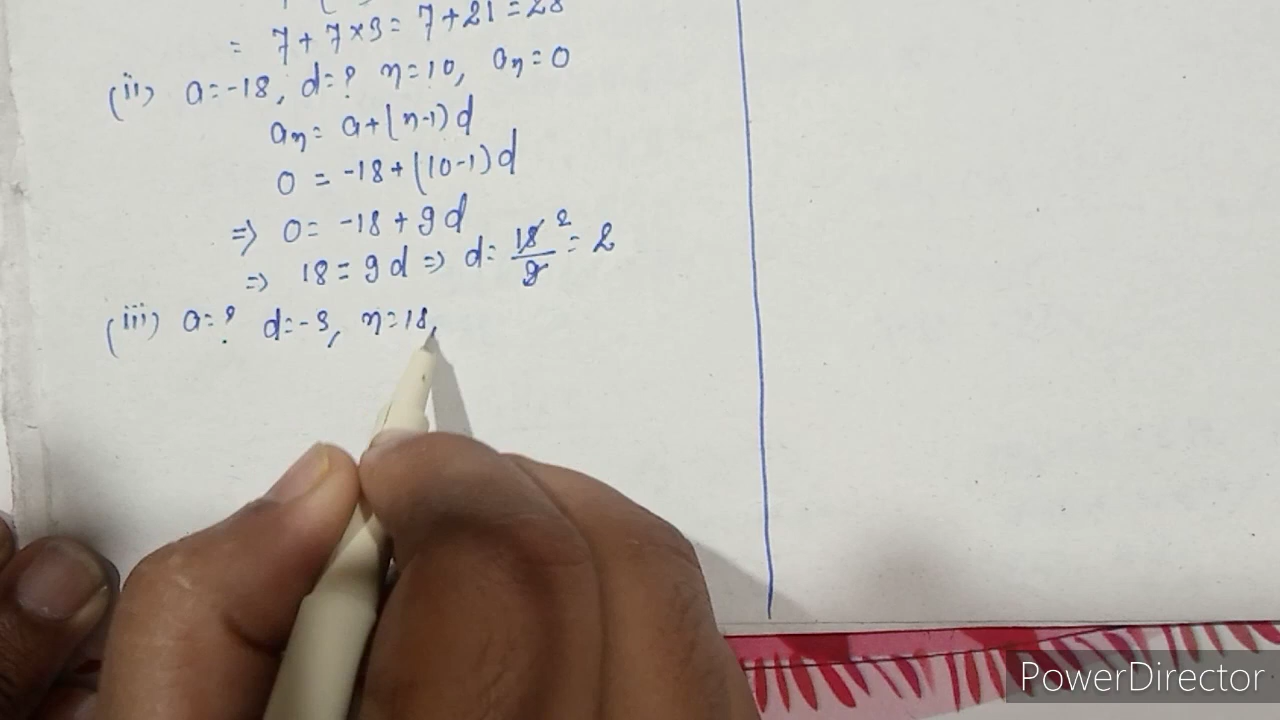 = 7+7×3= 7+21=28
(ii) a=-18, d=? n=10, an=0
an= a+(n-1)d
0 = -18+(10-1)d
=> 0= -18+9d
=> 18=9d => d= 18/9 2 = 2
(iii) a=? d=-3, n=18,
PowerDirector